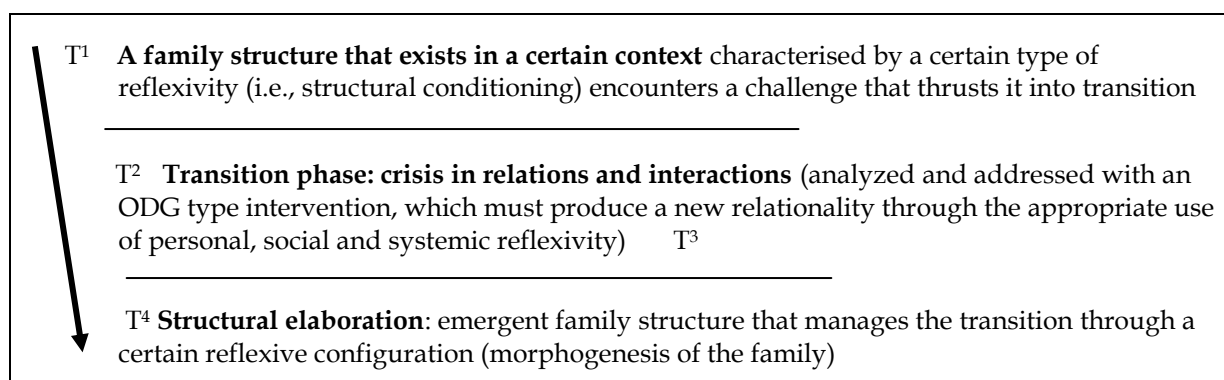 T¹ A family structure that exists in a certain context characterised by a certain type of
reflexivity (i.e., structural conditioning) encounters a challenge that thrusts it into transition
T² Transition phase: crisis in relations and interactions (analyzed and addressed with an
ODG type intervention, which must produce a new relationality through the appropriate use
of personal, social and systemic reflexivity) T³
T⁴ Structural elaboration: emergent family structure that manages the transition through a
certain reflexive configuration (morphogenesis of the family)